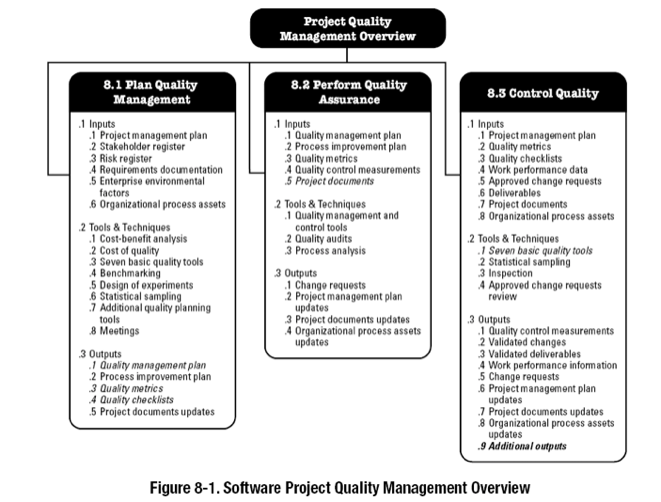 Project Quality
Management Overview
8.1 Plan Quality
Management
.1 Inputs
.1 Project management plan
.2 Stakeholder register
.3 Risk register
.4 Requirements documentation
.5 Enterprise environmental
factors
.6 Organizational process assets
.2 Tools & Techniques
.1 Cost-benefit analysis
.2 Cost of quality
.3 Seven basic quality tools
.4 Benchmarking
.5 Design of experiments
.6 Statistical sampling
.7 Additional quality planning
tools
.8 Meetings
.3 Outputs
.1 Quality management plan
.2 Process improvement plan
.3 Quality metrics
.4 Quality checklists
.5 Project documents updates
8.2 Perform Quality
Assurance
.1 Inputs
.1 Quality management plan
.2 Process improvement plan
.3 Quality metrics
.4 Quality control measurements
.5 Project documents
.2 Tools & Techniques
.1 Quality management and
control tools
.2 Quality audits
.3 Process analysis
.3 Outputs
.1 Change requests
.2 Project management plan
updates
.3 Project documents updates
.4 Organizational process assets
updates
8.3 Control Quality
.1 Inputs
.1 Project management plan
.2 Quality metrics
.3 Quality checklists
.4 Work performance data
.5 Approved change requests
.6 Deliverables
.7 Project documents
.8 Organizational process assets
.2 Tools & Techniques
.1 Seven basic quality tools
.2 Statistical sampling
.3 Inspection
.4 Approved change requests
review
.3 Outputs
.1 Quality control measurements
.2 Validated changes
.3 Validated deliverables
.4 Work performance information
.5 Change requests
.6 Project management plan
updates
.7 Project documents updates
.8 Organizational process assets
updates
.9 Additional outputs
Figure 8-1. Software Project Quality Management Overview